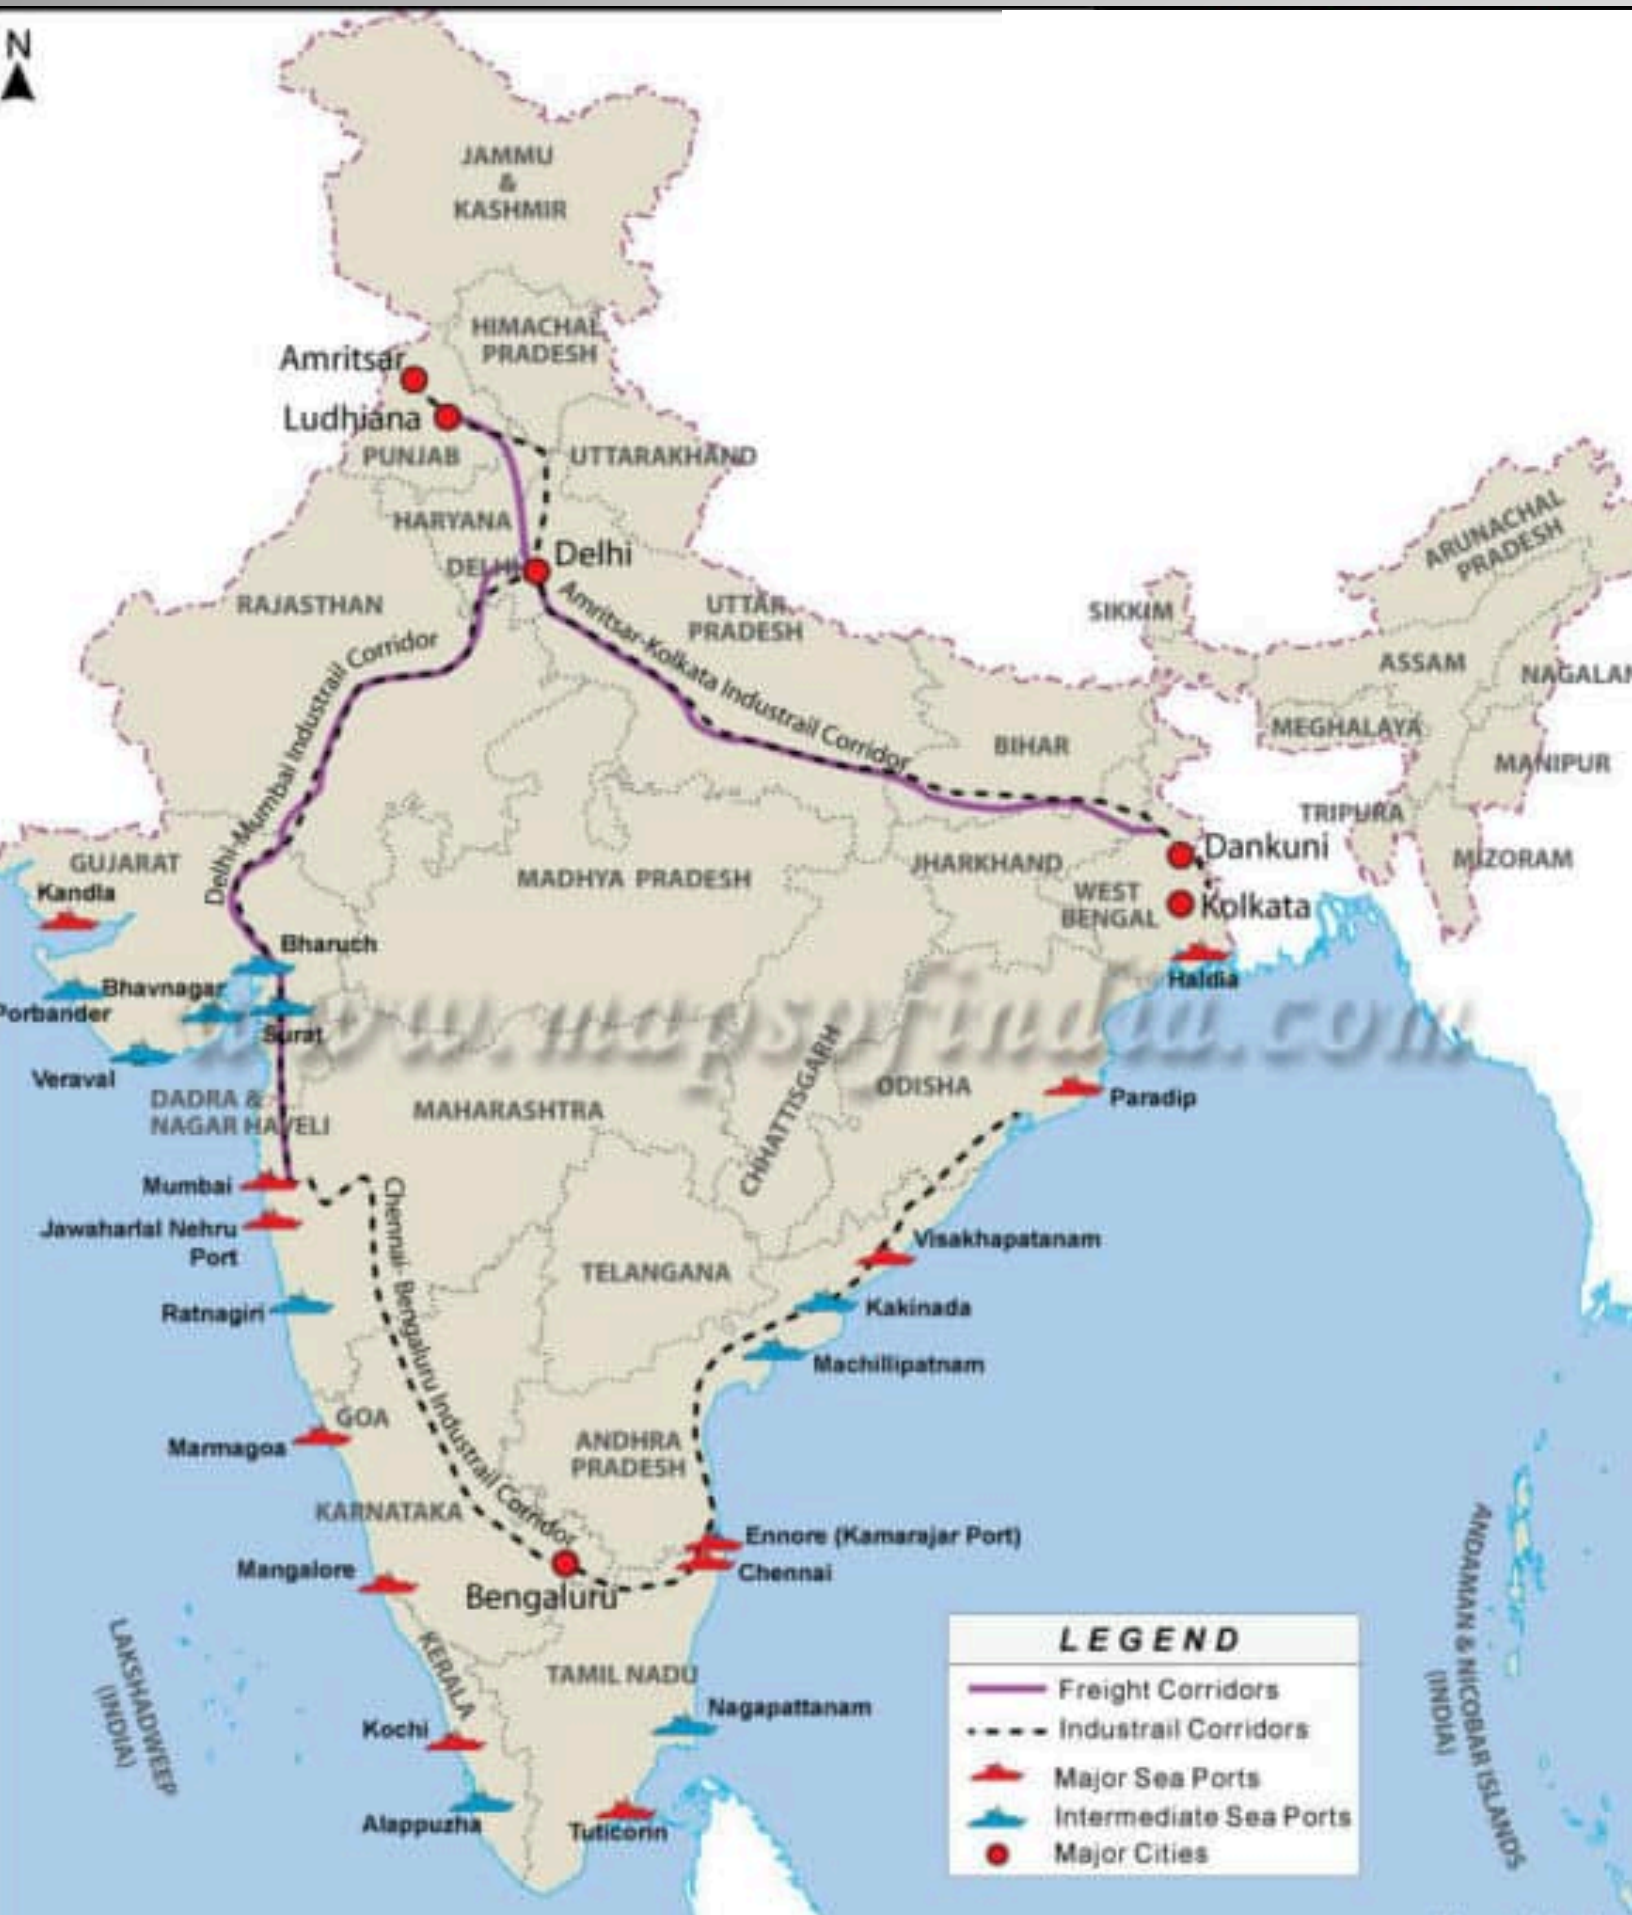 N
JAMMU
&
KASHMIR
HIMACHAL
PRADESH
Amritsar
Ludhiana
PUNJAB
UTTARAKHAND
HARYANA
DELHI
Delhi
RAJASTHAN
UTTAR
PRADESH
Amritsar-Kolkata Industrail Corridor
Delhi-Mumbai Industrail Corridor
SIKKIM
ARUNACHAL
PRADESH
ASSAM
NAGALAN
MEGHALAYA
MANIPUR
BIHAR
TRIPURA
MIZORAM
GUJARAT
Kandla
MADHYA PRADESH
JHARKHAND
Dankuni
WEST
BENGAL
Kolkata
Haldia
Bharuch
Bhavnagar
Porbander
Surat
Veraval
www.mapsofindia.com
DADRA &
NAGAR HAVELI
MAHARASHTRA
CHHATTISGARH
ODISHA
Paradip
Mumbai
Jawaharlal Nehru
Port
Chennai- Bengaluru Industrail Corridor
Visakhapatanam
TELANGANA
Ratnagiri
Kakinada
Machillipatnam
GOA
Marmagoa
ANDHRA
PRADESH
KARNATAKA
Ennore (Kamarajar Port)
Chennai
Mangalore
Bengaluru
KERALA
TAMIL NADU
Nagapattanam
Kochi
Alappuzha
Tuticorin
LAKSHADWEEP
(INDIA)
ANDAMAN & NICOBAR ISLANDS
(INDIA)
LEGEND
Freight Corridors
Industrail Corridors
Major Sea Ports
Intermediate Sea Ports
Major Cities